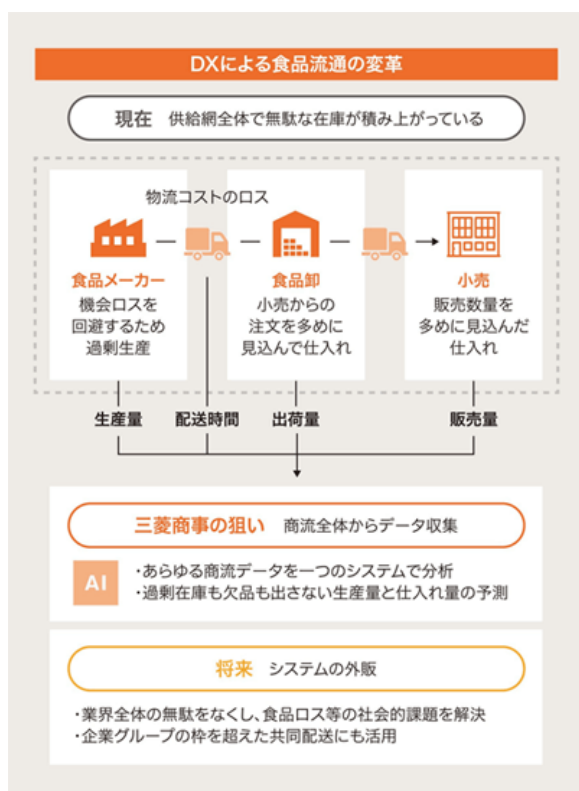 DXによる食品流通の変革
現在 供給網全体で無駄な在庫が積み上がっている
物流コストのロス
食品メーカー
機会ロスを
回避するため
過剰生産
食品卸
小売からの
注文を多めに
見込んで仕入れ
小売
販売数量を
多めに見込んだ
仕入れ
生産量 配送時間 出荷量 販売量
三菱商事の狙い 商流全体からデータ収集
AI
・あらゆる商流データを一つのシステムで分析
・過剰在庫も欠品も出さない生産量と仕入れ量の予測
将来 システムの外販
・業界全体の無駄をなくし、食品ロス等の社会的課題を解決
・企業グループの枠を超えた共同配送にも活用